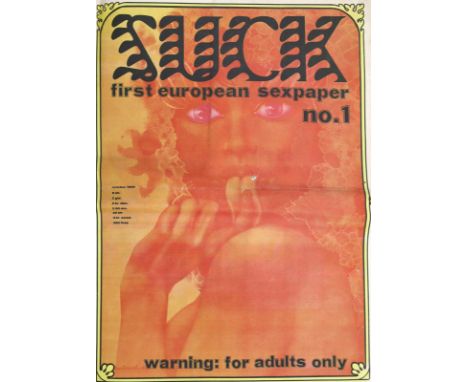 SUCK
first european sexpaper
no.1
warning: for adults only